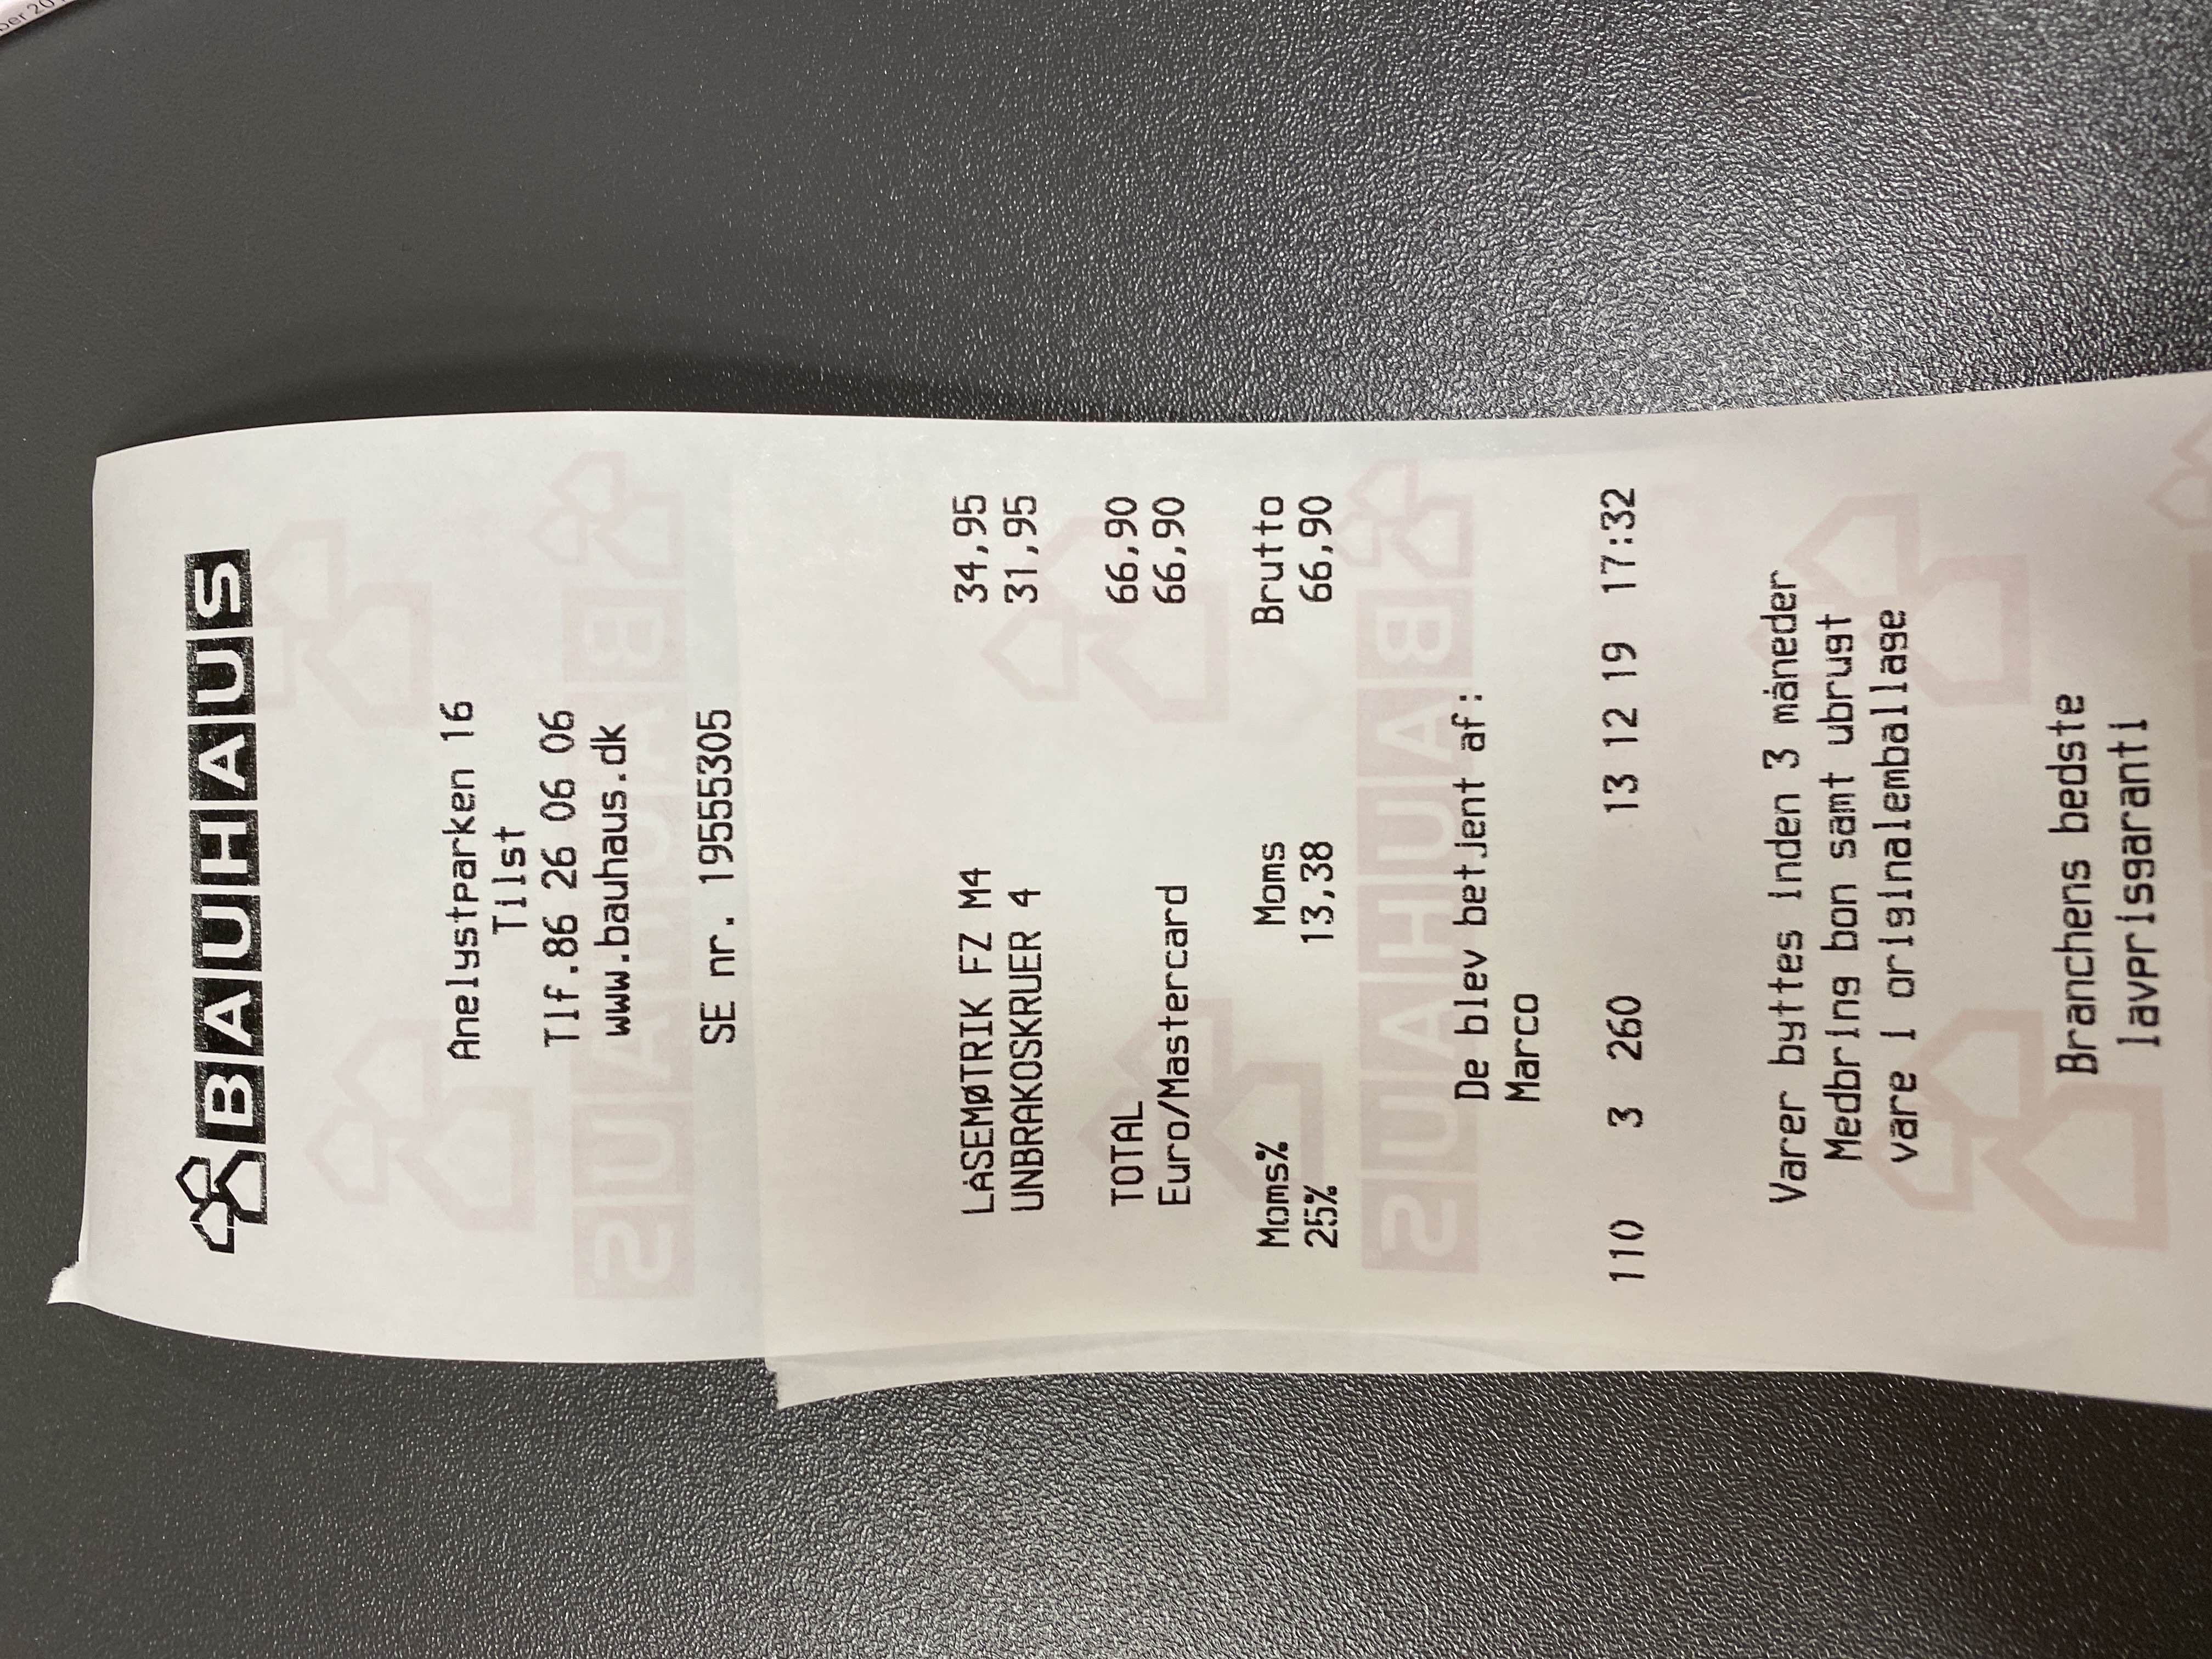 BAUHAUS
Anelystparken 16
Tilst
Tlf.86 26 06 06
www.bauhaus.dk
SE nr. 19555305
LÅSEMØTRIK FZ M4 34,95
UNBRAKOSKRUER 4 31,95
TOTAL 66,90
Euro/Mastercard 66,90
Moms% Moms Brutto
25% 13,38 66,90
De blev betjent af:
Marco
110 3 260 13 12 19 17:32
Varer byttes inden 3 måneder
Medbring bon samt ubrugt
vare i originalemballage
Branchens bedste
lavprisgaranti